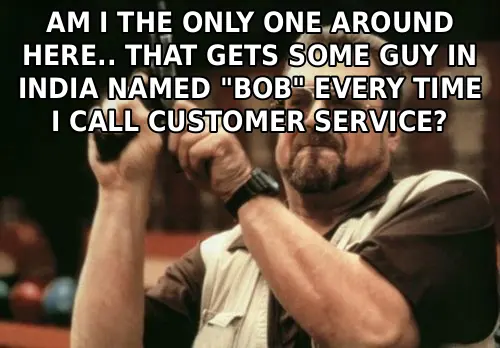 AM I THE ONLY ONE AROUND
HERE.. THAT GETS SOME GUY IN
INDIA NAMED "BOB" EVERY TIME
I CALL CUSTOMER SERVICE?